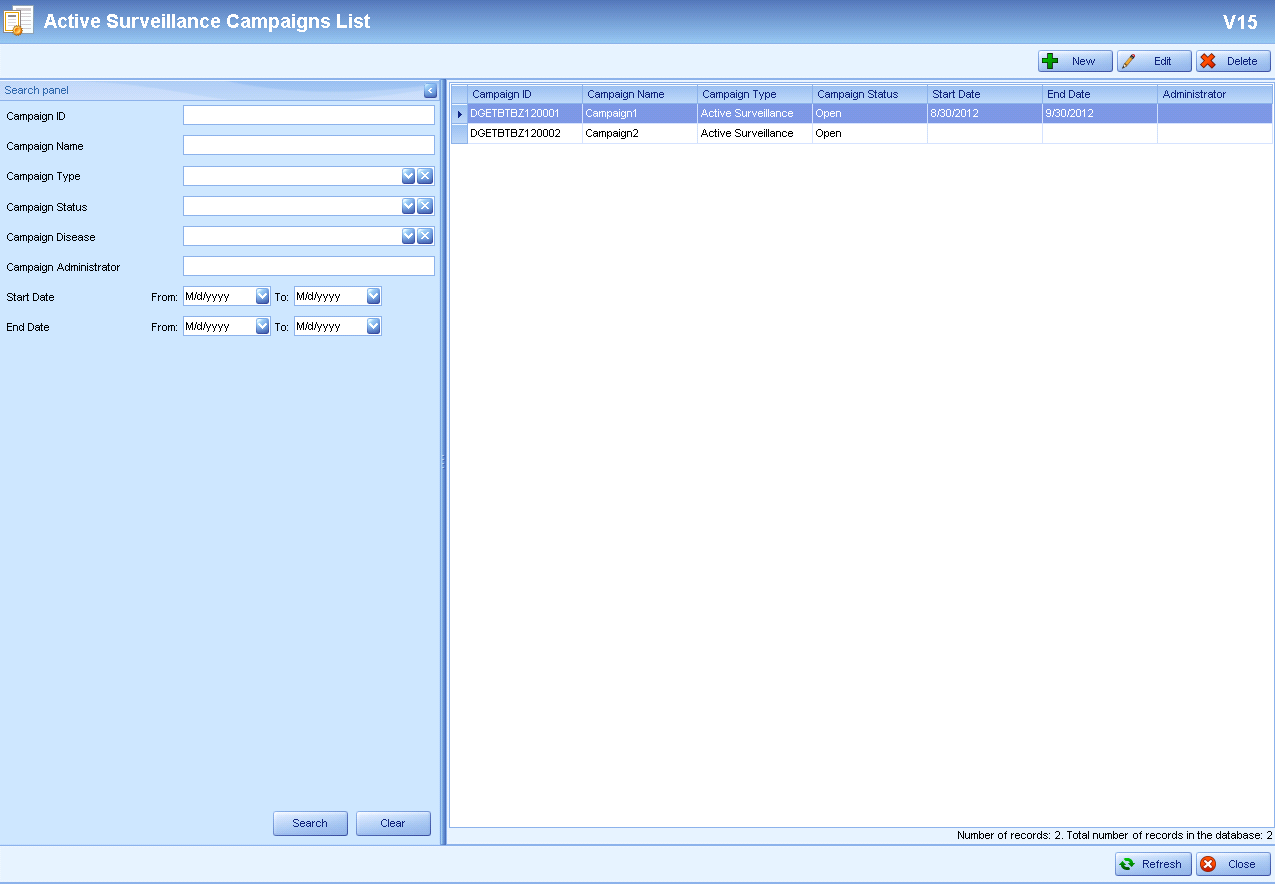 Active Surveillance Campaigns List
V15
New Edit Delete
Search panel
Campaign ID
Campaign Name
Campaign Type
Campaign Status
Campaign Disease
Campaign Administrator
Start Date From: M/d/yyyy To: M/d/yyyy
End Date From: M/d/yyyy To: M/d/yyyy
Search Clear
Campaign ID Campaign Name Campaign Type Campaign Status Start Date End Date Administrator
DGETBTBZ120001 Campaign1 Active Surveillance Open 8/30/2012 9/30/2012
DGETBTBZ120002 Campaign2 Active Surveillance Open
Number of records: 2. Total number of records in the database: 2
Refresh Close